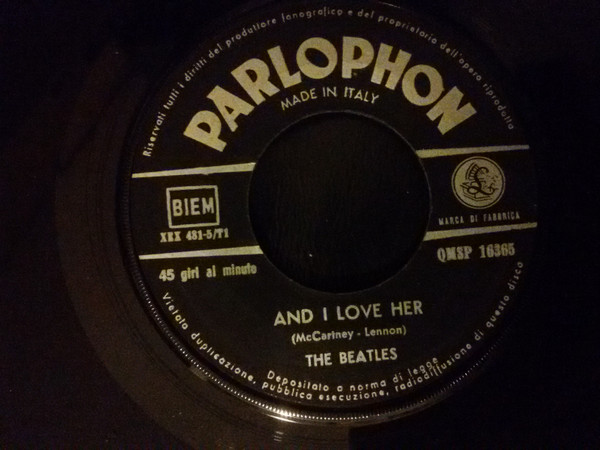 Riservati tutti i diritti del produttore fonografico e del proprietario dell'opera riprodotta
PARLOPHON
MADE IN ITALY
BIEM
XEX 481-5/T1
45 giri al minuto
£
MARCA DI FABBRICA
QMSP 16365
AND I LOVE HER
(McCartney - Lennon)
THE BEATLES
Depositato a norma di legge
Vietata duplicazione, pubblica esecuzione, radiodiffusione di questo disco